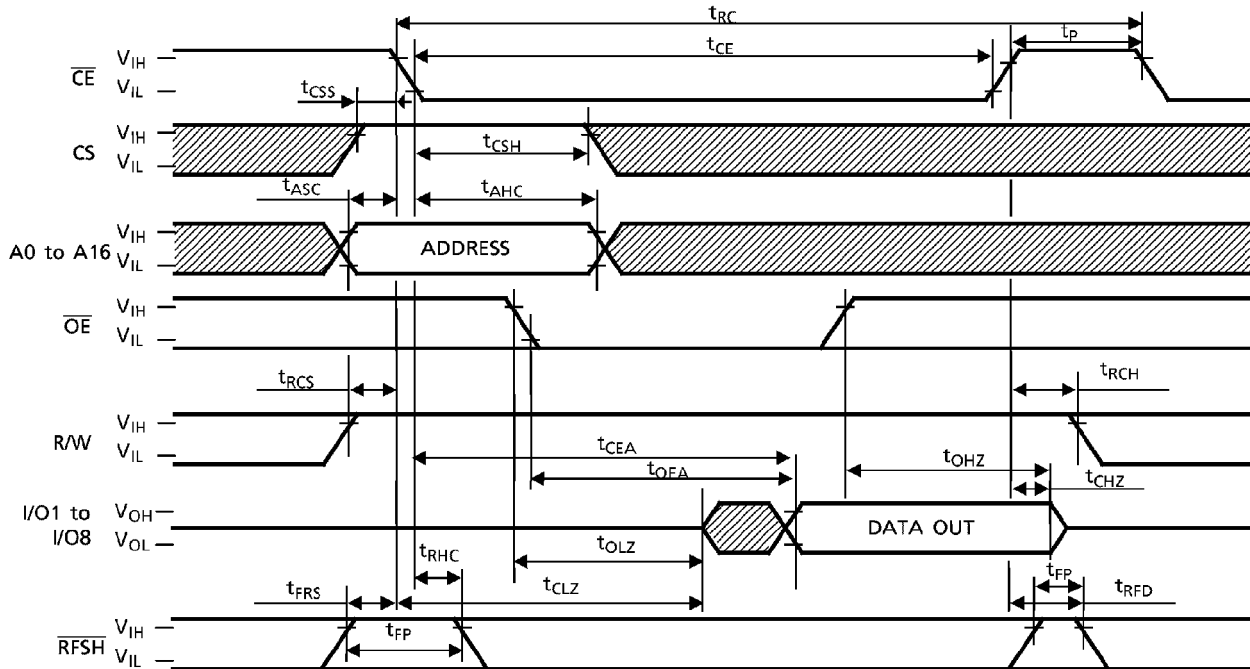 tRC
tCE
tP
CE
VIH
VIL
tCSS
CS
VIH
VIL
tCSH
tASC
tAHC
A0 to A16
VIH
VIL
ADDRESS
OE
VIH
VIL
tRCS
tRCH
R/W
VIH
VIL
tCEA
tOEA
tOHZ
tCHZ
I/O1 to
I/O8
VOH
VOL
DATA OUT
tOLZ
tRHC
tCLZ
tFRS
tFP
tFP
tRFD
RFSH
VIH
VIL